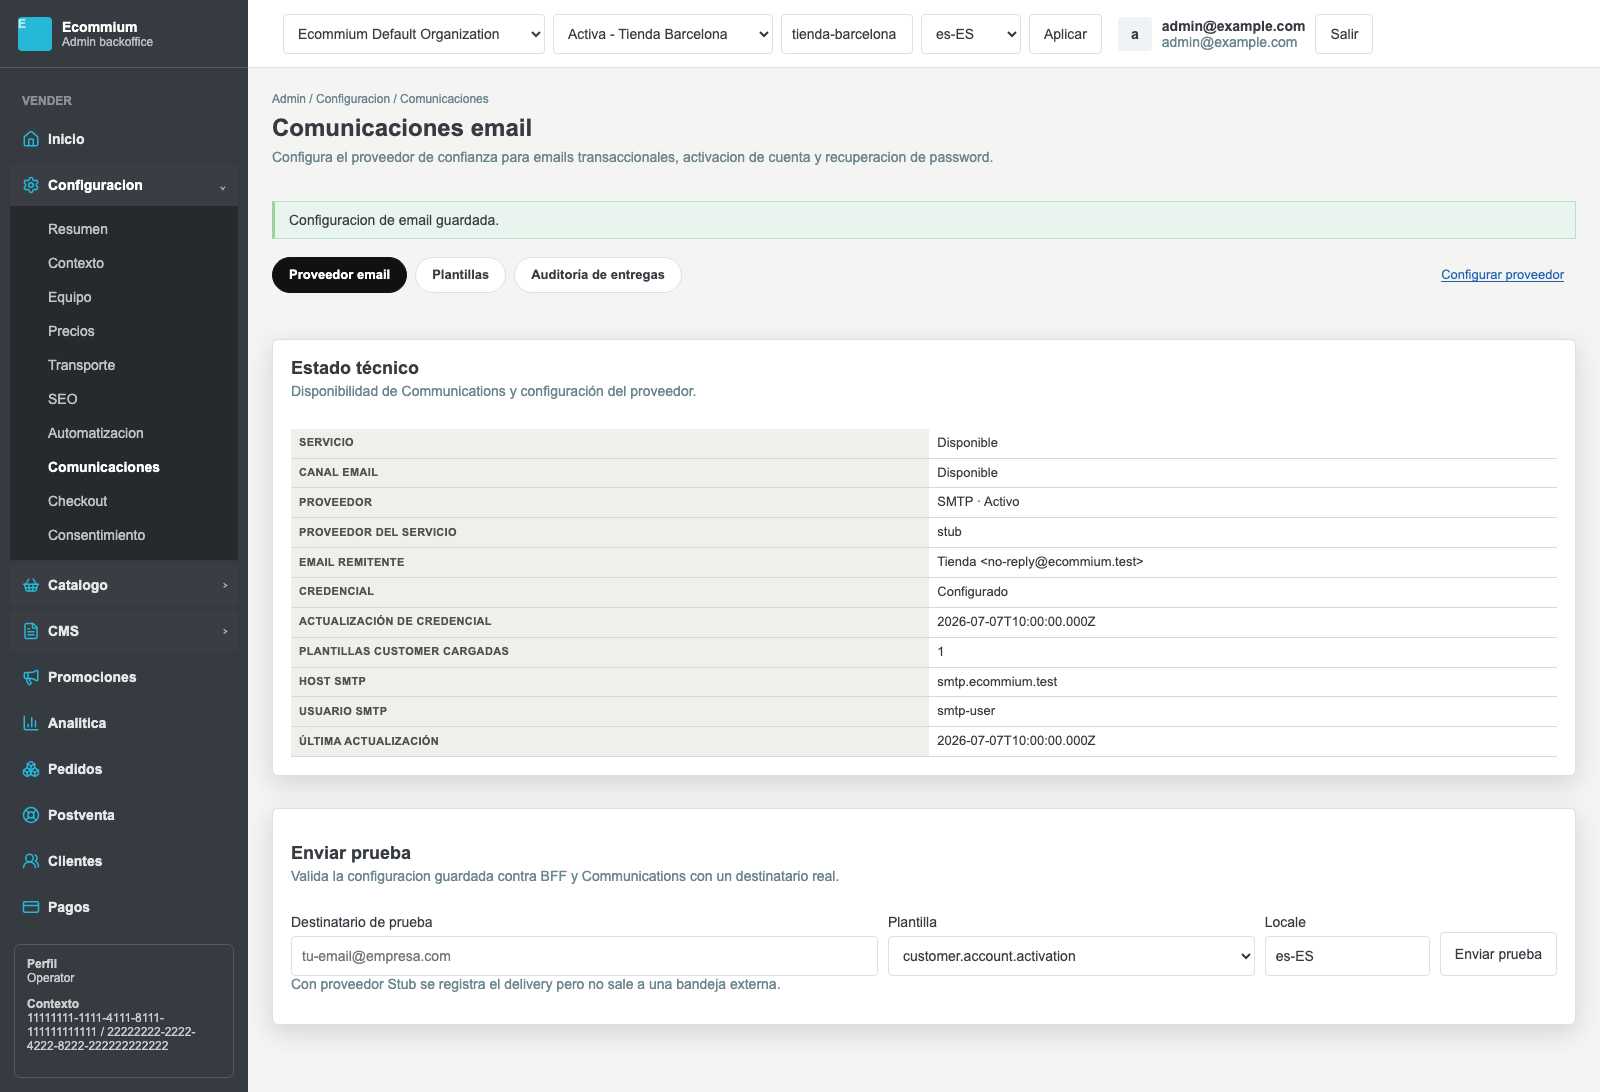 E
Ecommium
Admin backoffice
Ecommium Default Organization
Activa - Tienda Barcelona
tienda-barcelona
es-ES
Aplicar
a
admin@example.com
admin@example.com
Salir
VENDER
Inicio
Configuracion
Resumen
Contexto
Equipo
Precios
Transporte
SEO
Automatizacion
Comunicaciones
Checkout
Consentimiento
Catalogo
CMS
Promociones
Analitica
Pedidos
Postventa
Clientes
Pagos
Perfil
Operator
Contexto
11111111-1111-4111-8111-
111111111111 / 22222222-2222-
4222-8222-222222222222
Admin / Configuracion / Comunicaciones
Comunicaciones email
Configura el proveedor de confianza para emails transaccionales, activacion de cuenta y recuperacion de password.
Configuracion de email guardada.
Proveedor email
Plantillas
Auditoría de entregas
Configurar proveedor
Estado técnico
Disponibilidad de Communications y configuración del proveedor.
SERVICIO Disponible
CANAL EMAIL Disponible
PROVEEDOR SMTP · Activo
PROVEEDOR DEL SERVICIO stub
EMAIL REMITENTE Tienda <no-reply@ecommium.test>
CREDENCIAL Configurado
ACTUALIZACIÓN DE CREDENCIAL 2026-07-07T10:00:00.000Z
PLANTILLAS CUSTOMER CARGADAS 1
HOST SMTP smtp.ecommium.test
USUARIO SMTP smtp-user
ÚLTIMA ACTUALIZACIÓN 2026-07-07T10:00:00.000Z
Enviar prueba
Valida la configuracion guardada contra BFF y Communications con un destinatario real.
Destinatario de prueba
tu-email@empresa.com
Plantilla
customer.account.activation
Locale
es-ES
Enviar prueba
Con proveedor Stub se registra el delivery pero no sale a una bandeja externa.